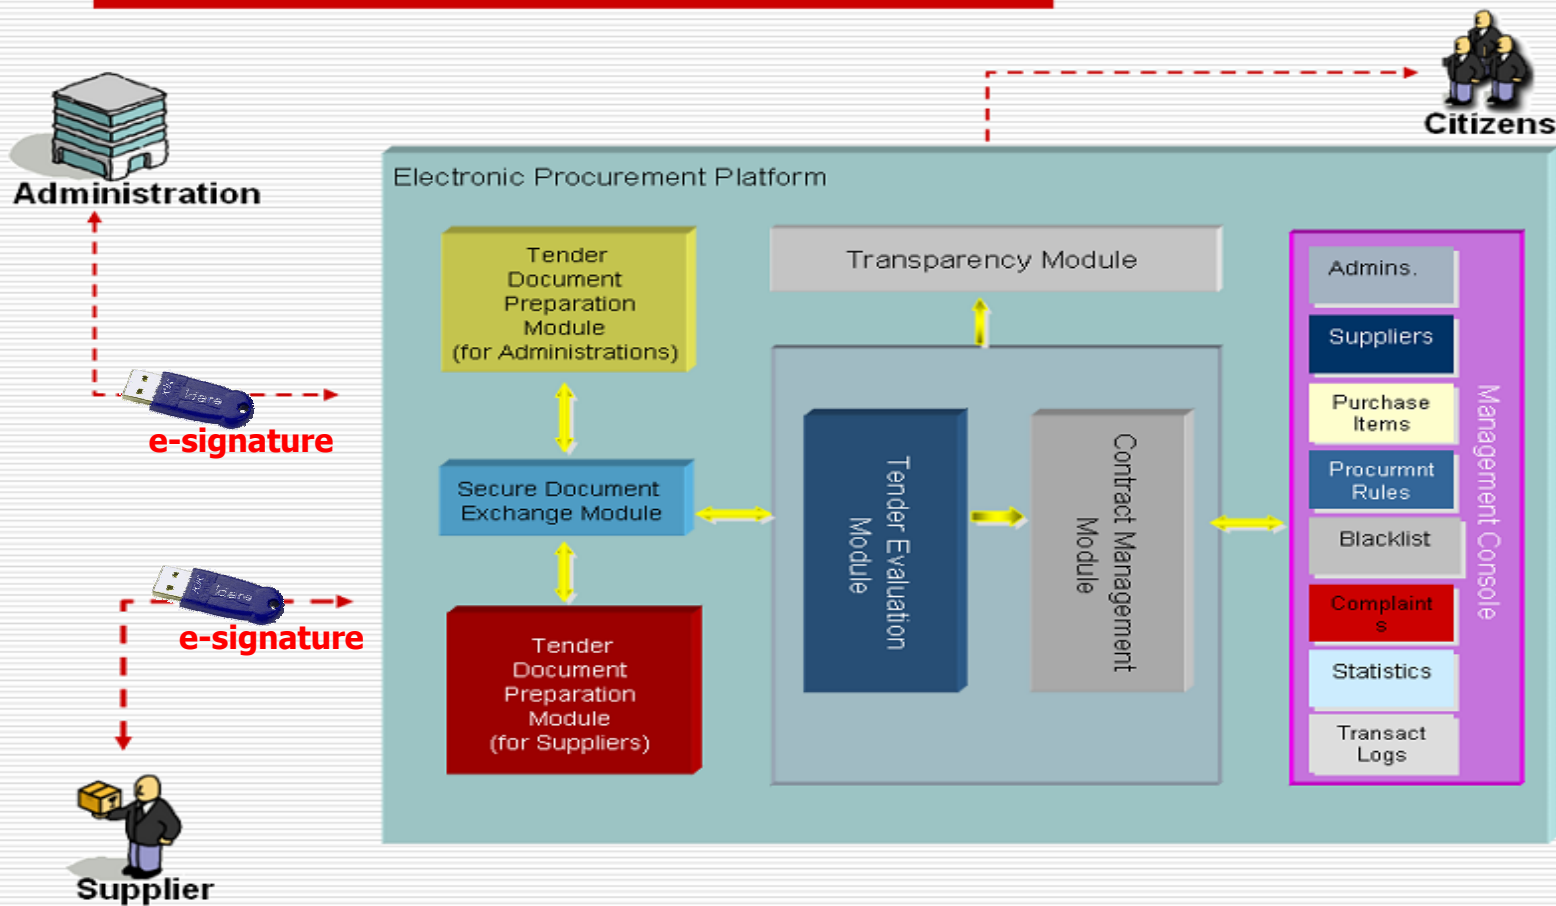 Citizens
Administration
Electronic Procurement Platform
Tender
Document
Preparation
Module
(for Administrations)
Transparency Module
Admins.
Suppliers
Purchase
Items
Procurmnt
Rules
Blacklist
Complaint
s
Statistics
Transact
Logs
Management Console
e-signature
Secure Document
Exchange Module
Tender Evaluation
Module
Contract Management
Module
e-signature
Tender
Document
Preparation
Module
(for Suppliers)
Supplier